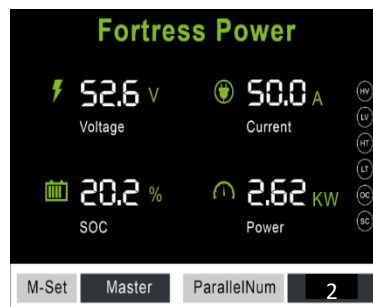 Fortress Power
52.6 V
Voltage
50.0 A
Current
HV
LV
HT
LT
OC
SC
20.2 %
SOC
2.62 KW
Power
M-Set Master ParallelNum 2